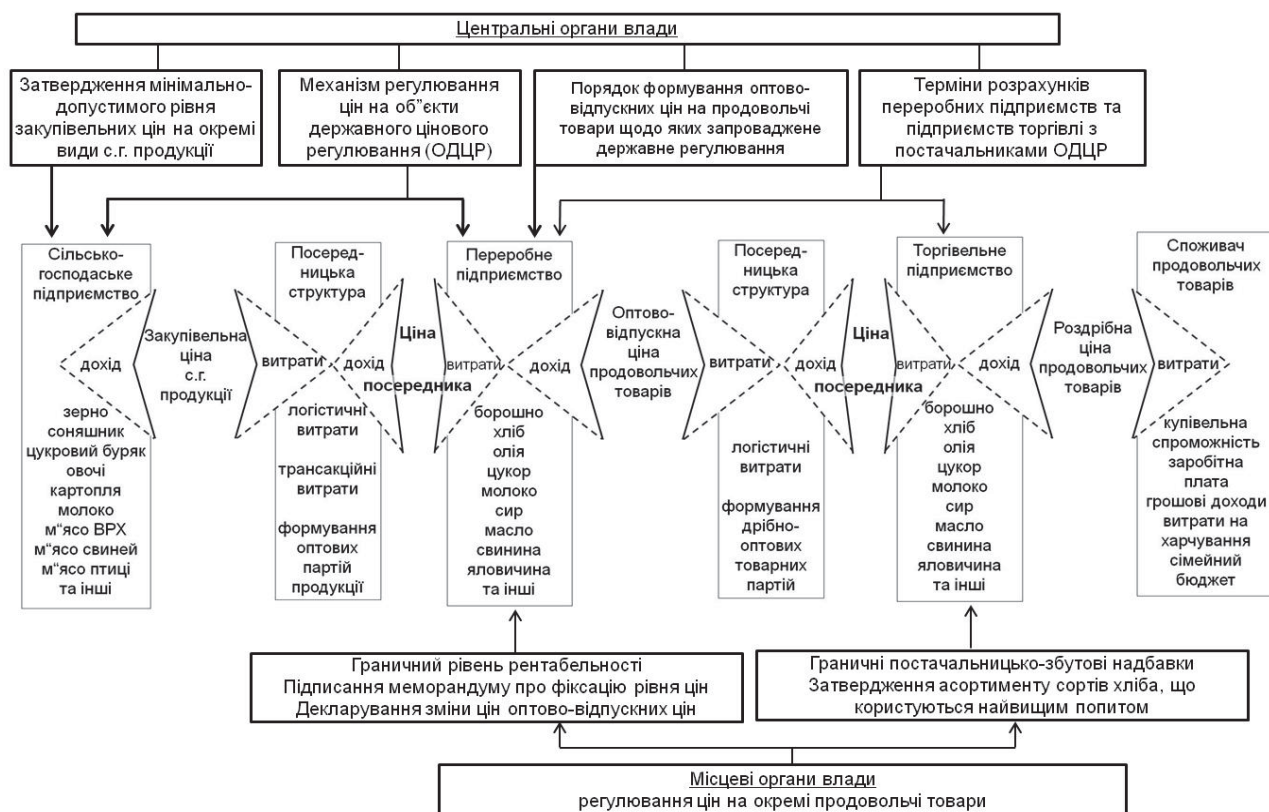 Центральні органи влади
Затвердження мінімально-
допустимого рівня
закупівельних цін на окремі
види с.г. продукції
Механізм регулювання
цін на об"єкти
державного цінового
регулювання (ОДЦР)
Порядок формування оптово-
відпускних цін на продовольчі
товари щодо яких запроваджене
державне регулювання
Терміни розрахунків
переробних підприємств та
підприємств торгівлі з
постачальниками ОДЦР
Сільсько-
господаське
підприємство
дохід
зерно
соняшник
цукровий буряк
овочі
картопля
молоко
м"ясо ВРХ
м"ясо свиней
м"ясо птиці
та інші
Закупівельна
ціна
с.г.
продукції
Посеред-
ницька
структура
витрати
дохід
логістичні
витрати
трансакційні
витрати
формування
оптових
партій
продукції
Ціна
посередника
Переробне
підприємство
витрати
дохід
борошно
хліб
олія
цукор
молоко
сир
масло
свинина
яловичина
та інші
Оптово-
відпускна
ціна
продовольчих
товарів
Посеред-
ницька
структура
витрати
дохід
логістичні
витрати
формування
дрібно-
оптових
товарних
партій
Ціна
посередника
Торгівельне
підприємство
витрати
дохід
борошно
хліб
олія
цукор
молоко
сир
масло
свинина
яловичина
та інші
Роздрібна
ціна
продовольчих
товарів
Споживач
продовольчих
товарів
витрати
купівельна
спроможність
заробітна
плата
грошові доходи
витрати на
харчування
сімейний
бюджет
Граничний рівень рентабельності
Підписання меморандуму про фіксацію рівня цін
Декларування зміни цін оптово-відпускних цін
Граничні постачальницько-збутові надбавки
Затвердження асортименту сортів хліба, що
користуються найвищим попитом
Місцеві органи влади
регулювання цін на окремі продовольчі товари